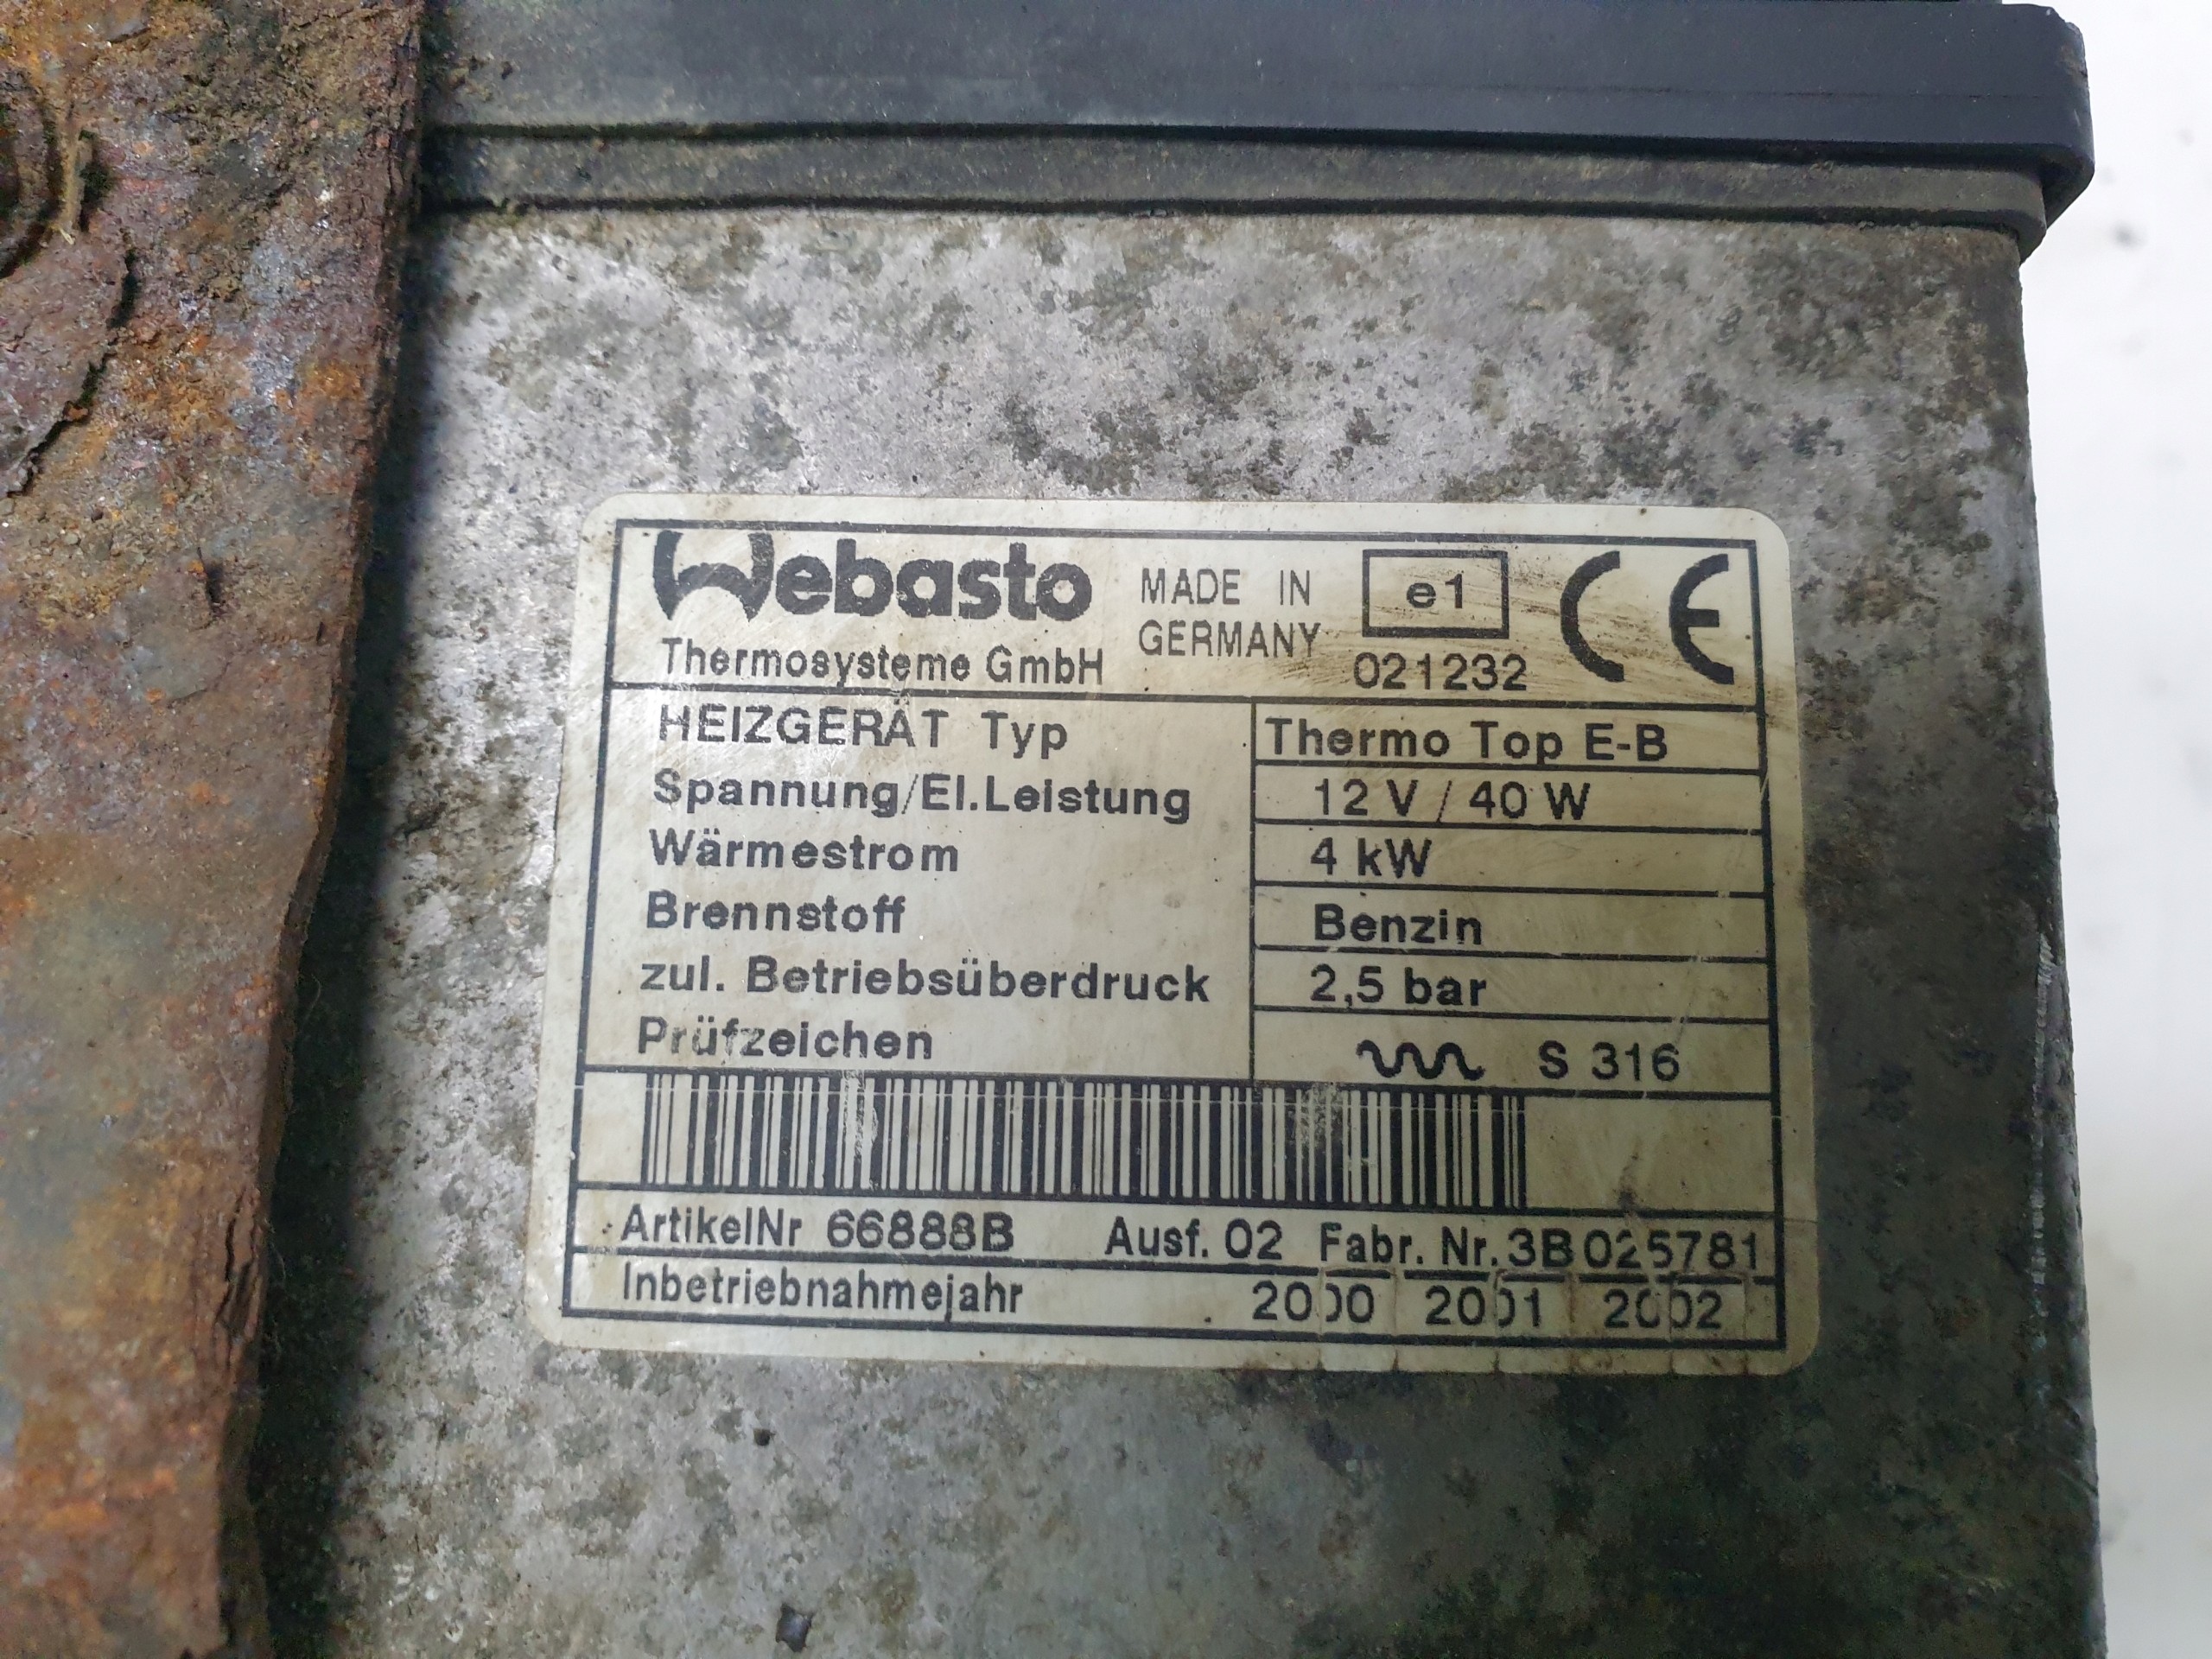 Webasto
Thermosysteme GmbH
MADE IN
GERMANY
e1
021232
CE
HEIZGERÄT Typ Thermo Top E-B
Spannung/El.Leistung 12 V / 40 W
Wärmestrom 4 kW
Brennstoff Benzin
zul. Betriebsüberdruck 2,5 bar
Prüfzeichen S 316
ArtikelNr 66888B Ausf. 02 Fabr. Nr. 3B025781
Inbetriebnahmejahr 2000 2001 2002